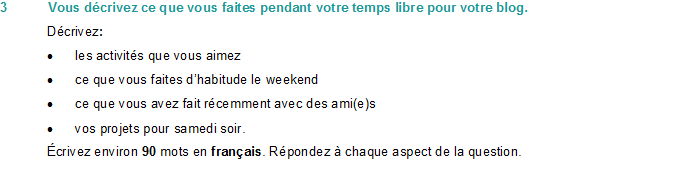 3 Vous décrivez ce que vous faites pendant votre temps libre pour votre blog.
Décrivez:
• les activités que vous aimez
• ce que vous faites d'habitude le weekend
• ce que vous avez fait récemment avec des ami(e)s
• vos projets pour samedi soir.
Écrivez environ 90 mots en français. Répondez à chaque aspect de la question.